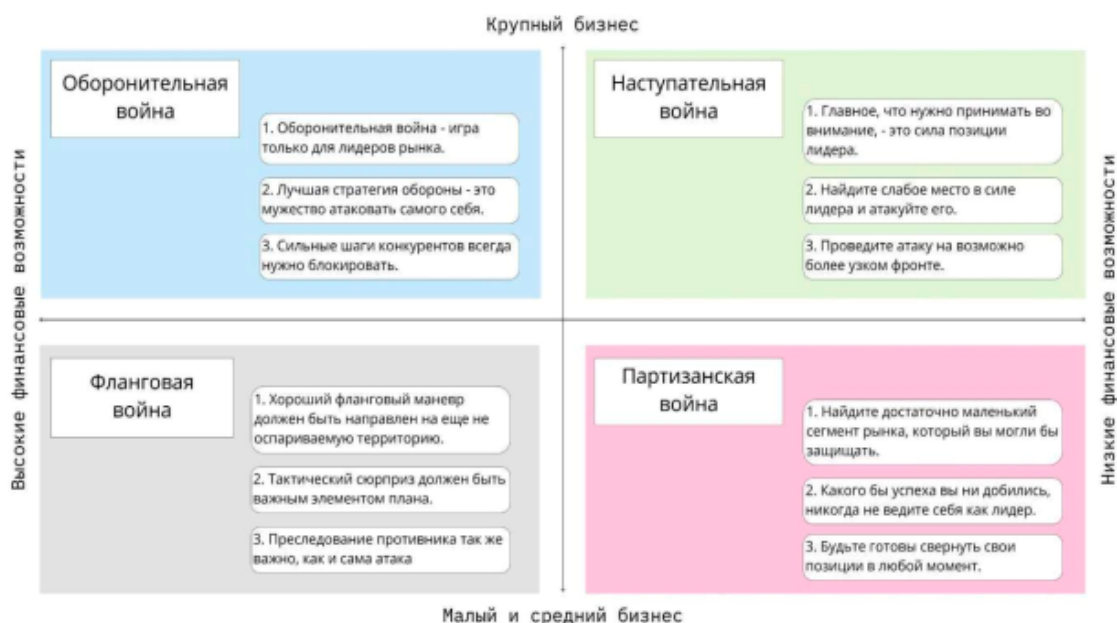 Крупный бизнес
Высокие финансовые возможности
Оборонительная
война
1. Оборонительная война - игра
только для лидеров рынка.
2. Лучшая стратегия обороны - это
мужество атаковать самого себя.
3. Сильные шаги конкурентов всегда
нужно блокировать.
Наступательная
война
1. Главное, что нужно принимать во
внимание, - это сила позиции
лидера.
2. Найдите слабое место в силе
лидера и атакуйте его.
3. Проведите атаку на возможно
более узком фронте.
Низкие финансовые возможности
Фланговая
война
1. Хороший фланговый маневр
должен быть направлен на еще не
оспариваемую территорию.
2. Тактический сюрприз должен быть
важным элементом плана.
3. Преследование противника так же
важно, как и сама атака
Партизанская
война
1. Найдите достаточно маленький
сегмент рынка, который вы могли бы
защищать.
2. Какого бы успеха вы ни добились,
никогда не ведите себя как лидер.
3. Будьте готовы свернуть свои
позиции в любой момент.
Малый и средний бизнес